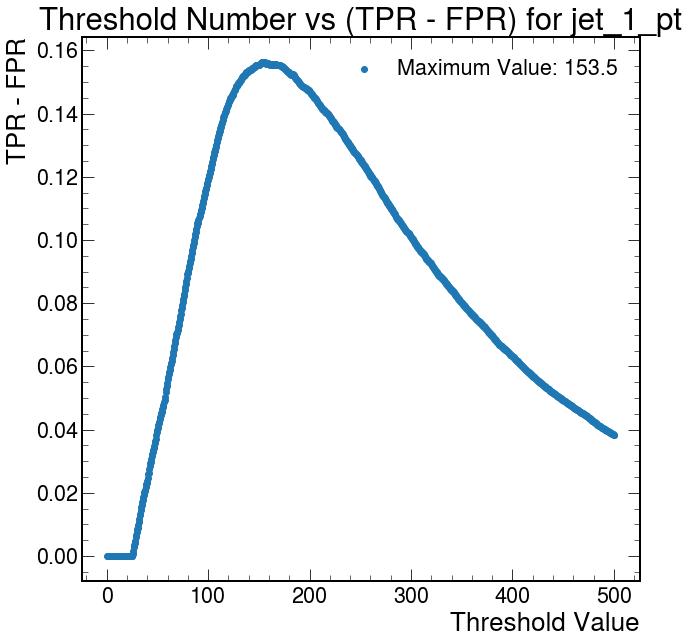 Threshold Number vs (TPR - FPR) for jet_1_pt
TPR - FPR
Maximum Value: 153.5
0.16
0.14
0.12
0.10
0.08
0.06
0.04
0.02
0.00
0 100 200 300 400 500
Threshold Value